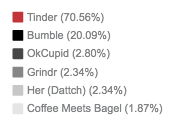 Tinder (70.56%)
Bumble (20.09%)
OkCupid (2.80%)
Grindr (2.34%)
Her (Dattch) (2.34%)
Coffee Meets Bagel (1.87%)